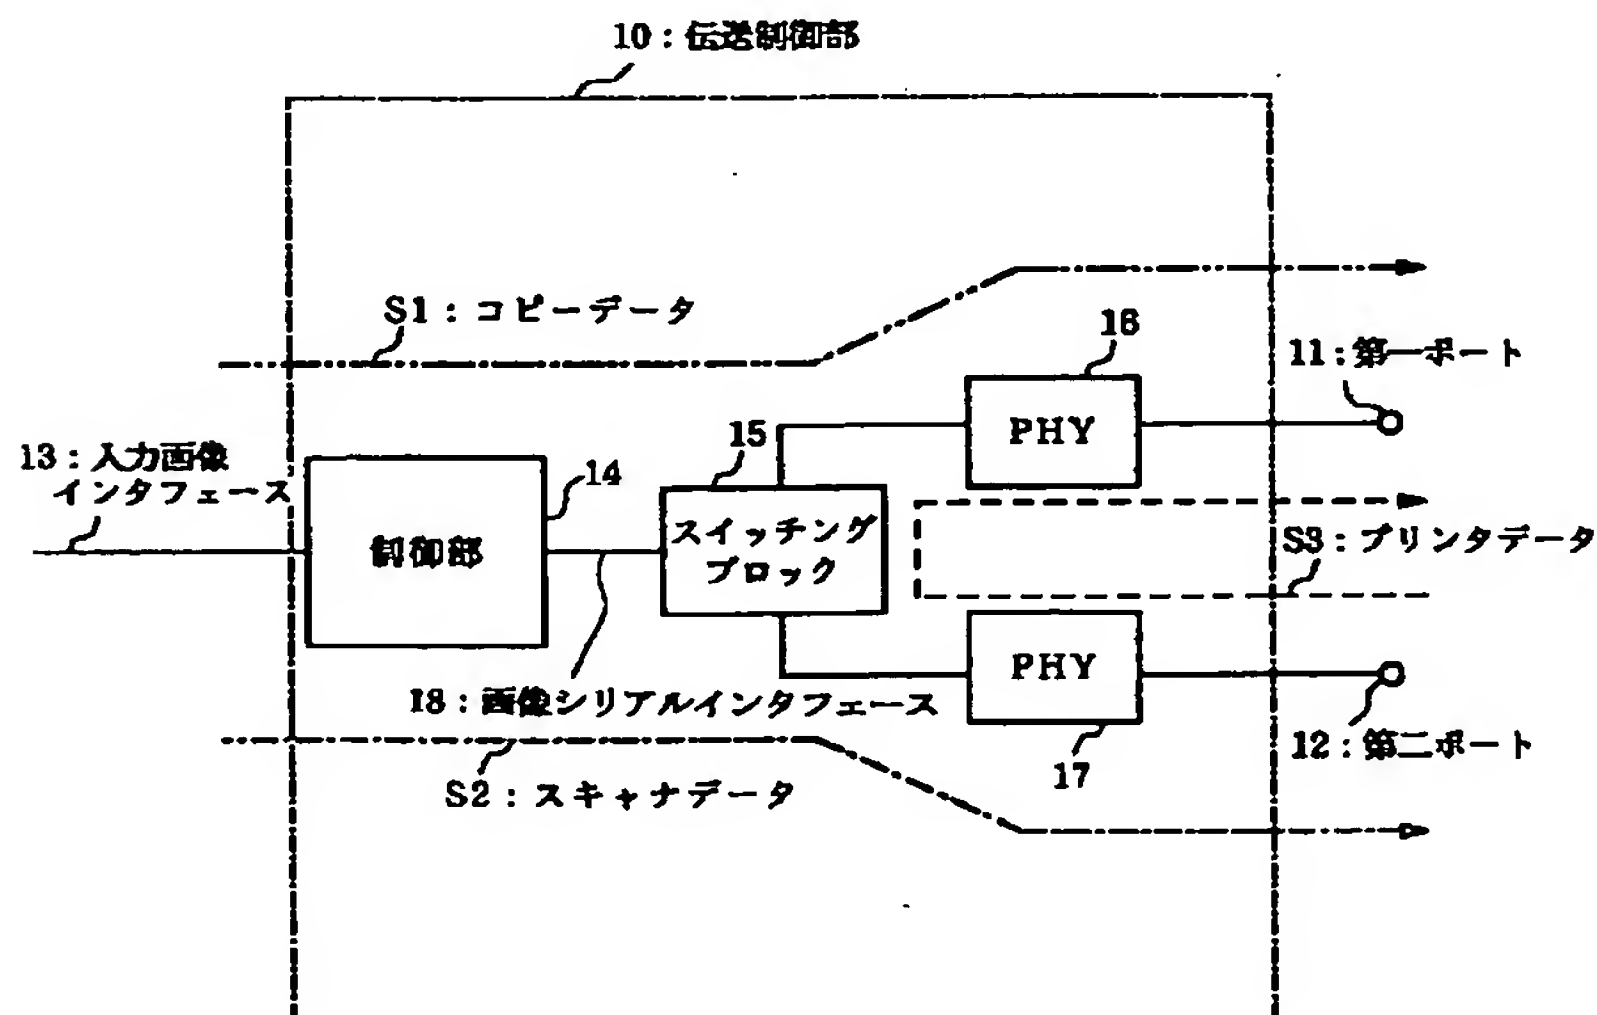 10：伝送制御部
S1：コピーデータ
16
11：第一ポート
PHY
15
13：入力画像
インタフェース
14
制御部
スイッチング
ブロック
S3：プリンタデータ
PHY
18：画像シリアルインタフェース
12：第二ポート
17
S2：スキャナデータ